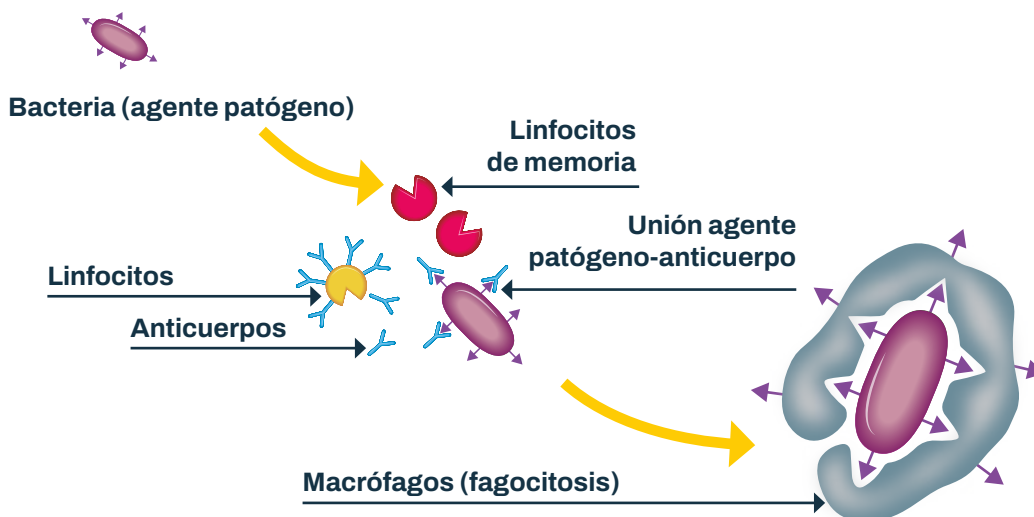 Bacteria (agente patógeno)
Linfocitos
de memoria
Unión agente
patógeno-anticuerpo
Linfocitos
Anticuerpos
Macrófagos (fagocitosis)